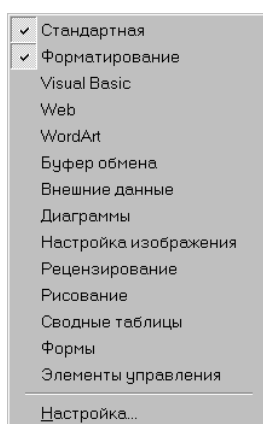 Стандартная
Форматирование
Visual Basic
Web
WordArt
Буфер обмена
Внешние данные
Диаграммы
Настройка изображения
Рецензирование
Рисование
Сводные таблицы
Формы
Элементы управления
Настройка...